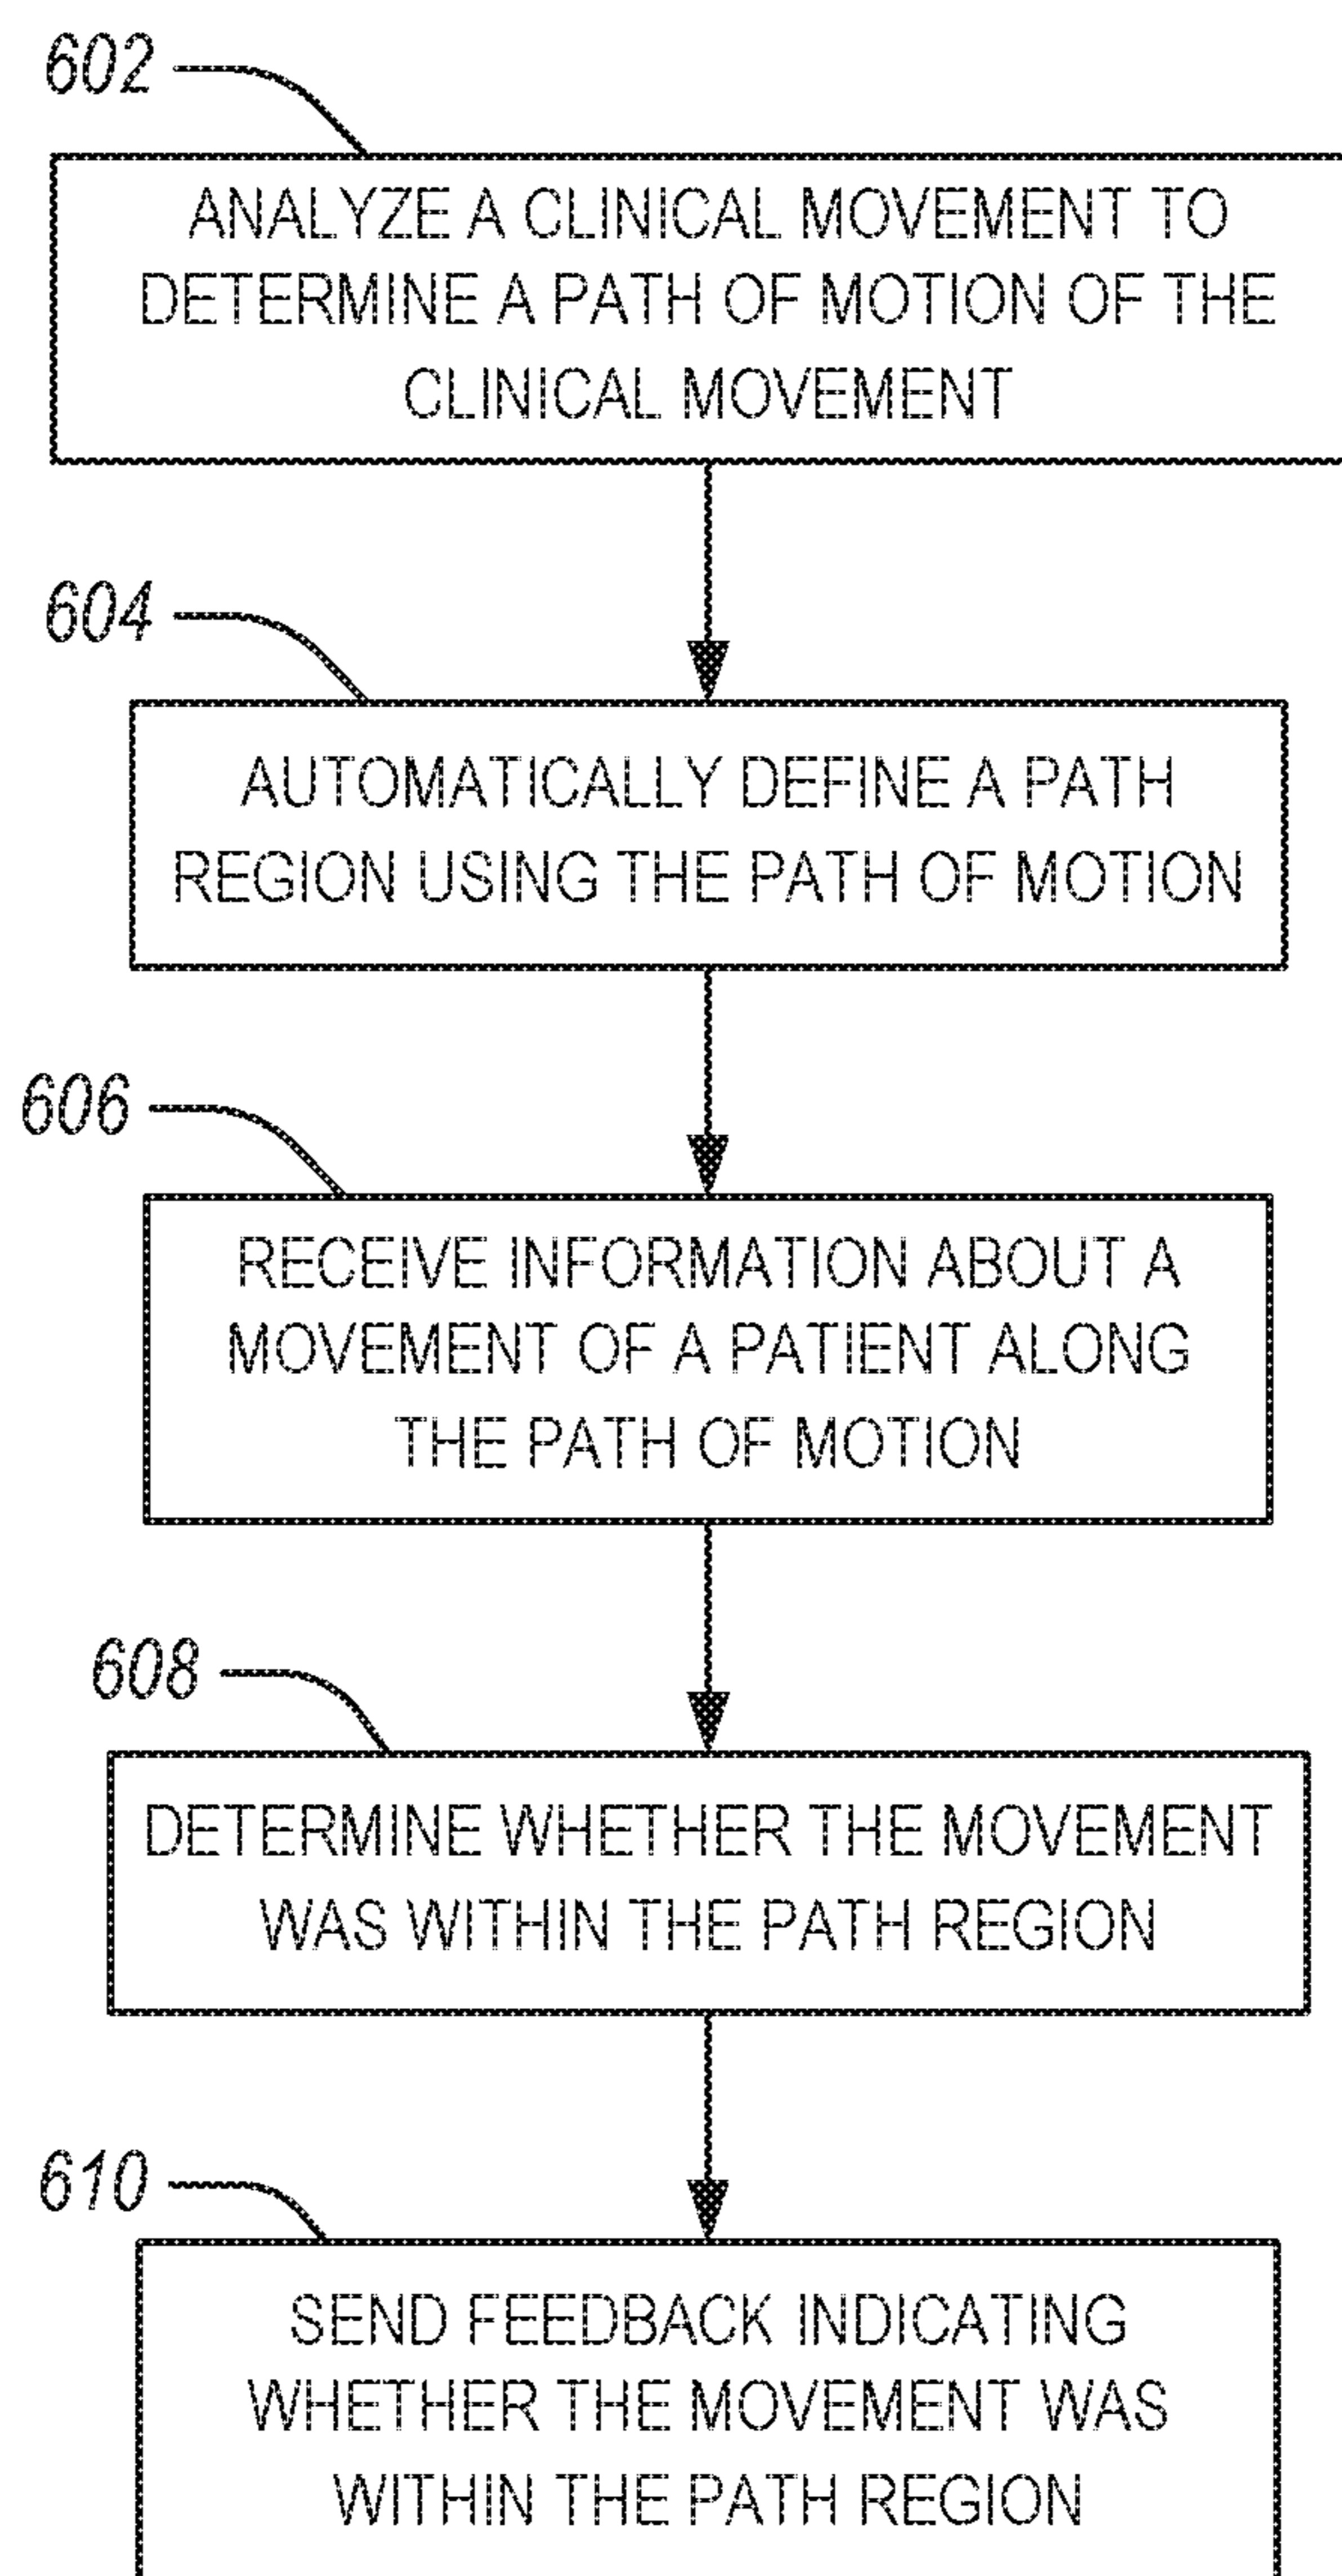 602
ANALYZE A CLINICAL MOVEMENT TO
DETERMINE A PATH OF MOTION OF THE
CLINICAL MOVEMENT
604
AUTOMATICALLY DEFINE A PATH
REGION USING THE PATH OF MOTION
606
RECEIVE INFORMATION ABOUT A
MOVEMENT OF A PATIENT ALONG
THE PATH OF MOTION
608
DETERMINE WHETHER THE MOVEMENT
WAS WITHIN THE PATH REGION
610
SEND FEEDBACK INDICATING
WHETHER THE MOVEMENT WAS
WITHIN THE PATH REGION